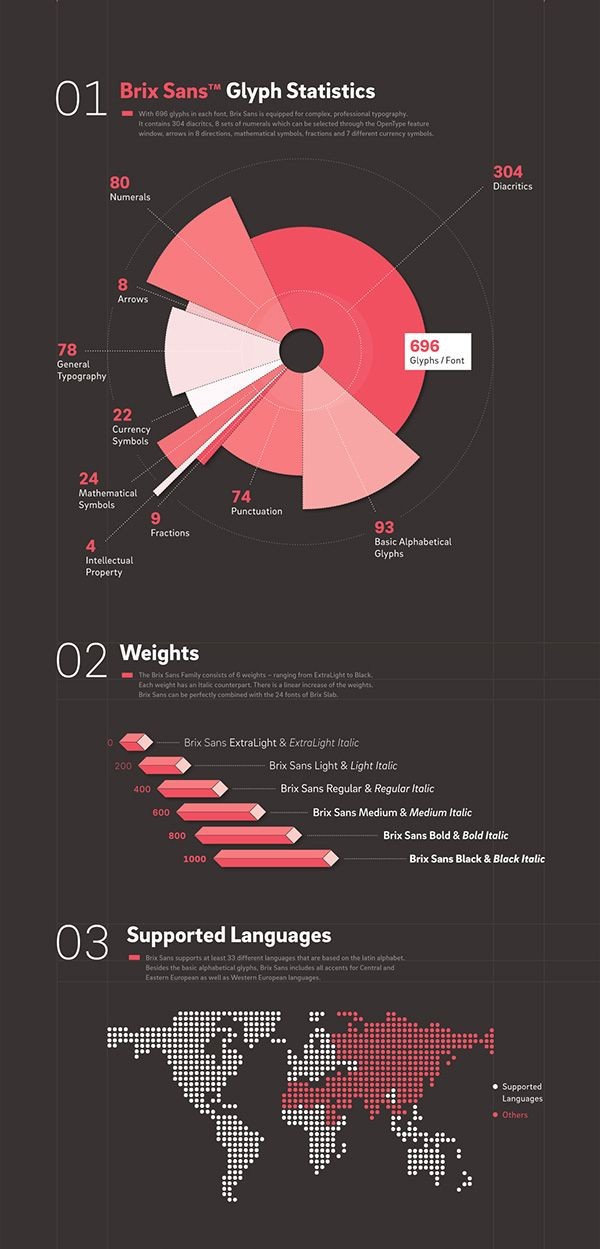 01
Brix Sans™ Glyph Statistics
With 696 glyphs in each font, Brix Sans is equipped for complex, professional typography.
It contains 304 diacritcs, 8 sets of numerals which can be selected through the OpenType feature
window, arrows in 8 directions, mathematical symbols, fractions and 7 different currency symbols.
304
Diacritics
80
Numerals
8
Arrows
696
Glyphs / Font
78
General
Typography
22
Currency
Symbols
24
Mathematical
Symbols
74
Punctuation
9
Fractions
93
Basic Alphabetical
Glyphs
4
Intellectual
Property
02
Weights
The Brix Sans Family consists of 6 weights – ranging from ExtraLight to Black.
Each weight has an Italic counterpart. There is a linear increase of the weights.
Brix Sans can be perfectly combined with the 24 fonts of Brix Slab.
0 Brix Sans ExtraLight & ExtraLight Italic
200 Brix Sans Light & Light Italic
400 Brix Sans Regular & Regular Italic
600 Brix Sans Medium & Medium Italic
800 Brix Sans Bold & Bold Italic
1000 Brix Sans Black & Black Italic
03
Supported Languages
Brix Sans supports at least 33 different languages that are based on the latin alphabet.
Besides the basic alphabetical glyphs, Brix Sans includes all accents for Central and
Eastern European as well as Western European languages.
Supported
Languages
Others